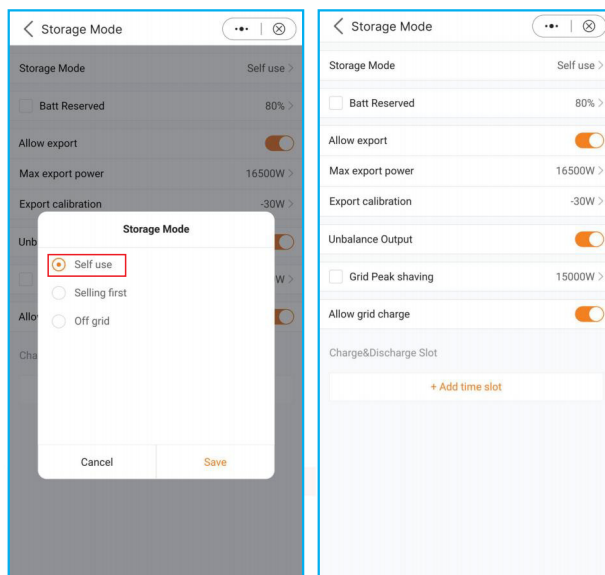 Storage Mode
Storage Mode Self use >
Batt Reserved 80% >
Allow export
Max export power 16500W >
Export calibration -30W >
Unb
W >
Allo
Cha
Storage Mode
Self use
Selling first
Off grid
Cancel Save
Storage Mode
Storage Mode Self use >
Batt Reserved 80% >
Allow export
Max export power 16500W >
Export calibration -30W >
Unbalance Output
Grid Peak shaving 15000W >
Allow grid charge
Charge&Discharge Slot
+ Add time slot